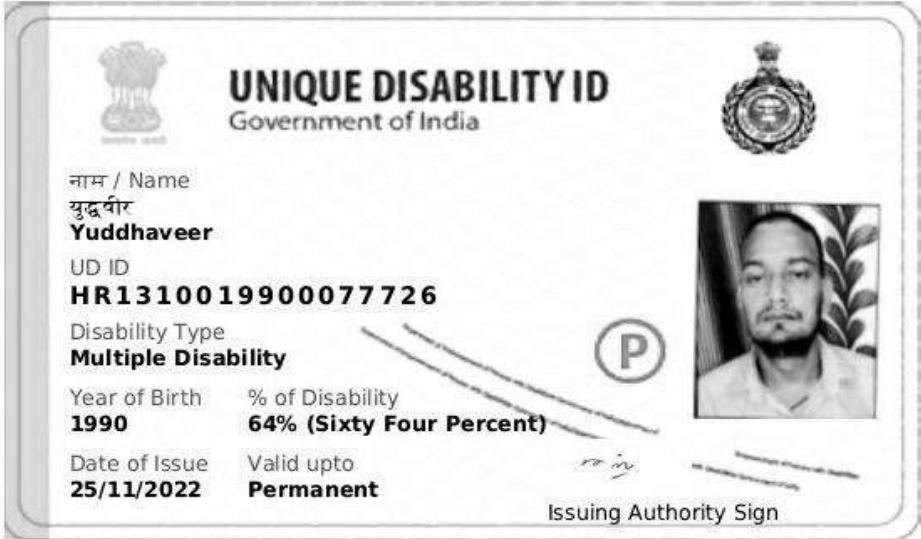 UNIQUE DISABILITY ID
Government of India
नाम / Name
युद्धवीर
Yuddhaveer
UD ID
HR1310019900077726
Disability Type
Multiple Disability
P
Year of Birth % of Disability
1990 64% (Sixty Four Percent)
Date of Issue Valid upto
25/11/2022 Permanent
Issuing Authority Sign